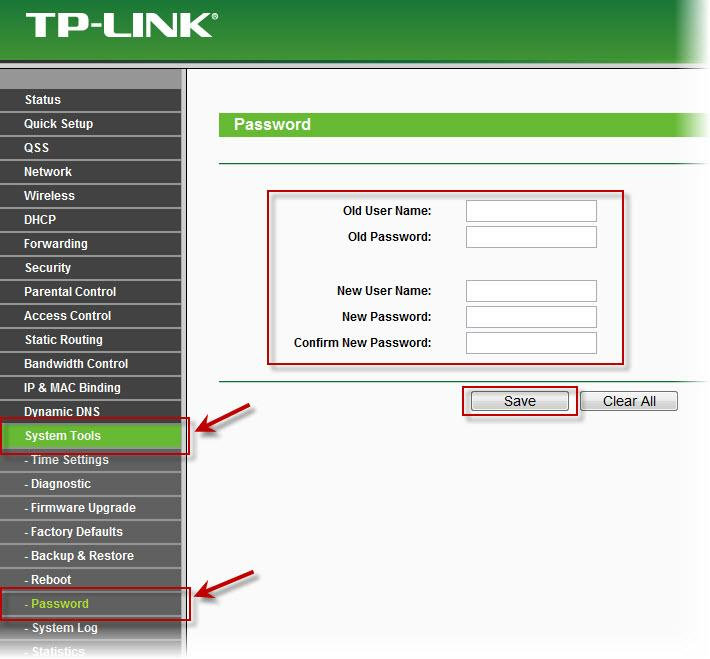 TP-LINK®
Status
Quick Setup
QSS
Network
Wireless
DHCP
Forwarding
Security
Parental Control
Access Control
Static Routing
Bandwidth Control
IP & MAC Binding
Dynamic DNS
System Tools
- Time Settings
- Diagnostic
- Firmware Upgrade
- Factory Defaults
- Backup & Restore
- Reboot
- Password
- System Log
- Statistics
Password
Old User Name:
Old Password:
New User Name:
New Password:
Confirm New Password:
Save Clear All